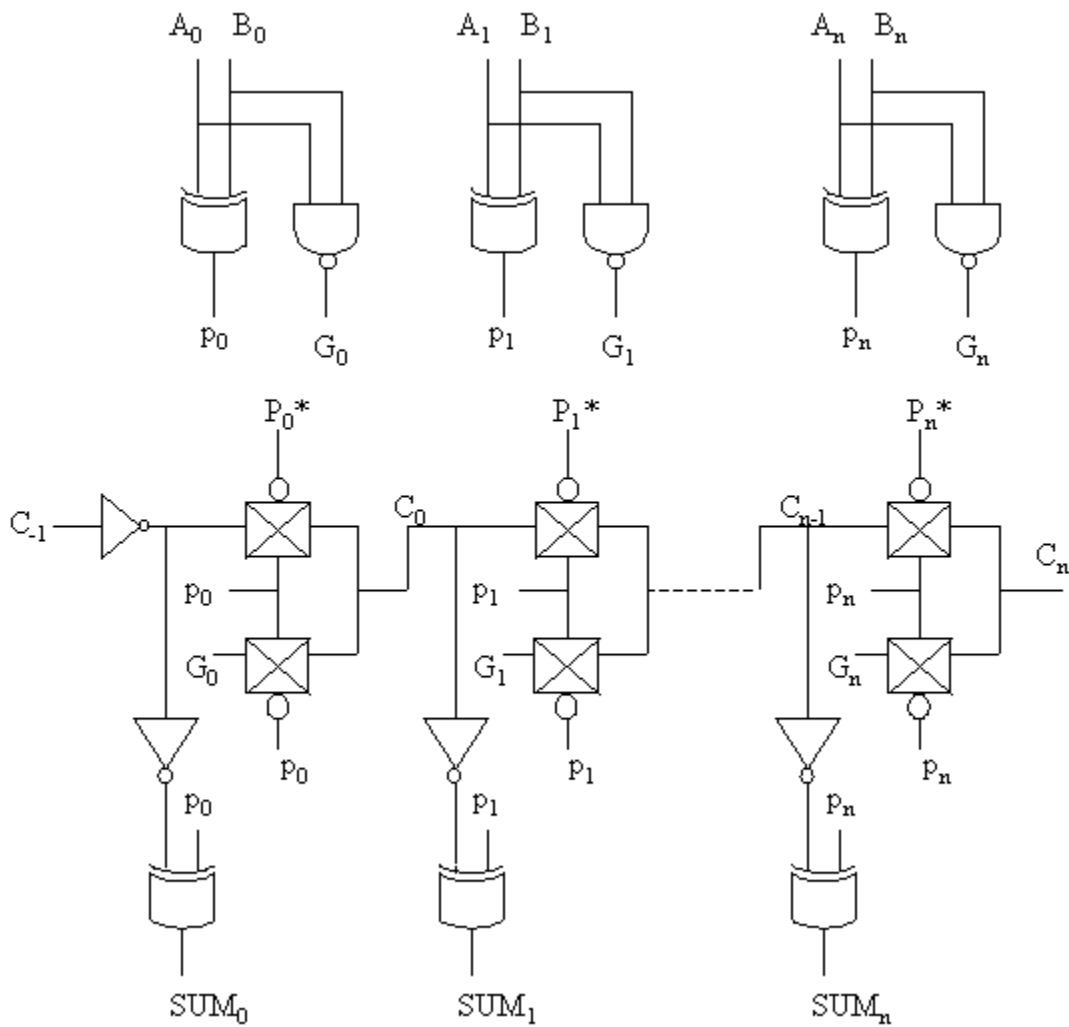 A₀ B₀ A₁ B₁ Aₙ Bₙ
p₀ G₀ p₁ G₁ pₙ Gₙ
P₀* P₁* Pₙ*
C₋₁ C₀ Cₙ₋₁ Cₙ
p₀ p₁ pₙ
G₀ G₁ Gₙ
p₀ p₁ pₙ
p₀ p₁ pₙ
SUM₀ SUM₁ SUMₙ